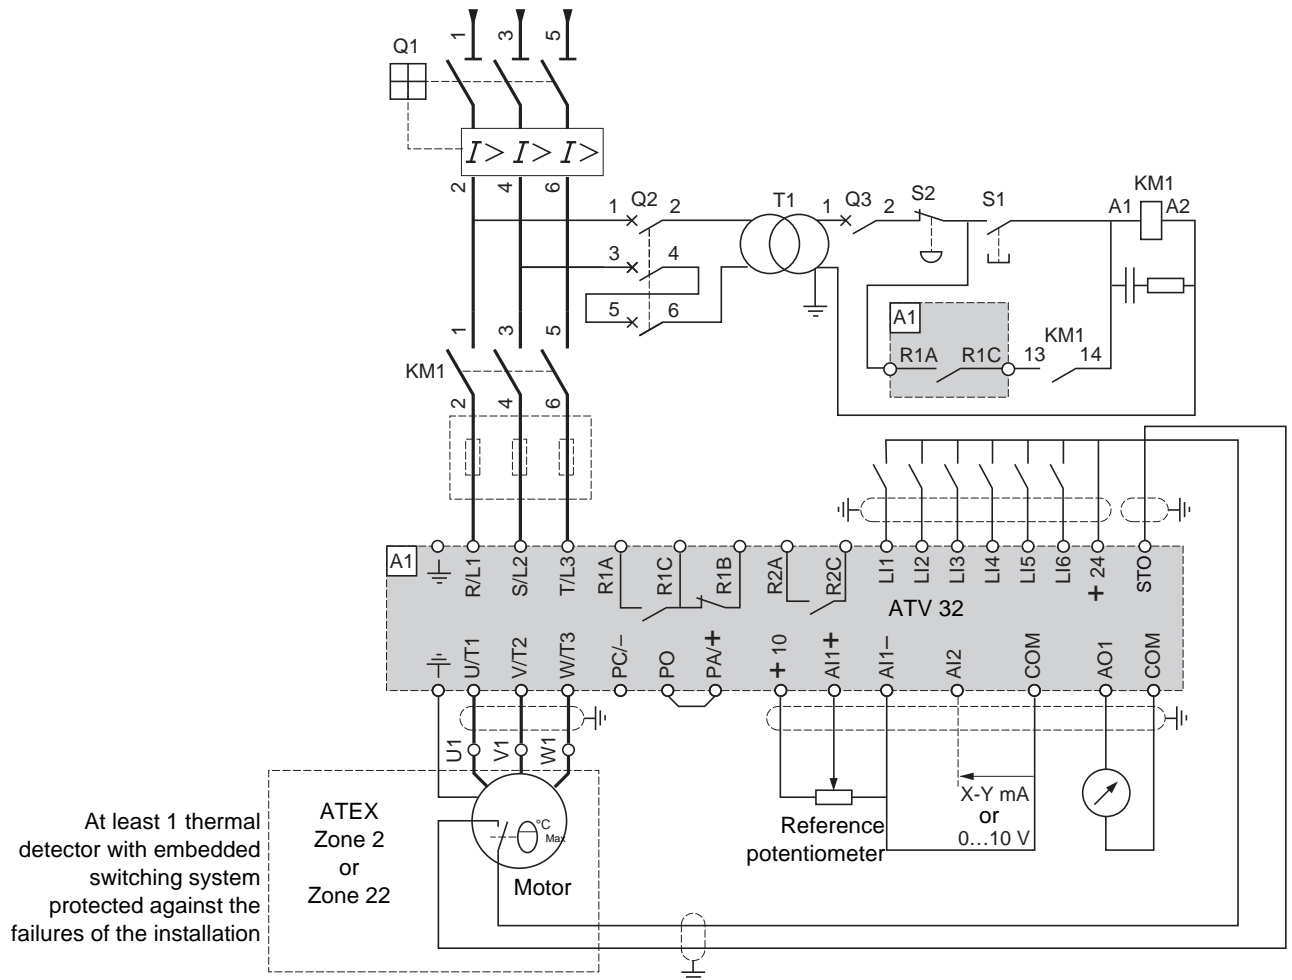 1 3 5
Q1
I> I> I>
2 4 6
1 Q2 2
3 4
5 6
T1
1 Q3 2
S2
S1
KM1
A1 A2
A1
R1A R1C
KM1
13 14
1 3 5
KM1
2 4 6
A1
R/L1
S/L2
T/L3
R1A
R1C
R1B
R2A
R2C
LI1
LI2
LI3
LI4
LI5
LI6
+ 24
STO
ATV 32
U/T1
V/T2
W/T3
PC/–
PO
PA/+
+ 10
AI1+
AI1–
AI2
COM
AO1
COM
U1
V1
W1
ATEX
Zone 2
or
Zone 22
°C
Max
Motor
Reference
potentiometer
X-Y mA
or
0…10 V
At least 1 thermal
detector with embedded
switching system
protected against the
failures of the installation